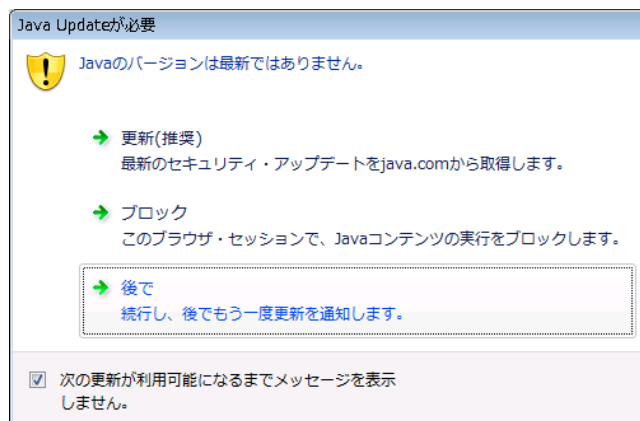 Java Updateが必要
Javaのバージョンは最新ではありません。
更新(推奨)
最新のセキュリティ・アップデートをjava.comから取得します。
ブロック
このブラウザ・セッションで、Javaコンテンツの実行をブロックします。
後で
続行し、後でもう一度更新を通知します。
次の更新が利用可能になるまでメッセージを表示
しません。